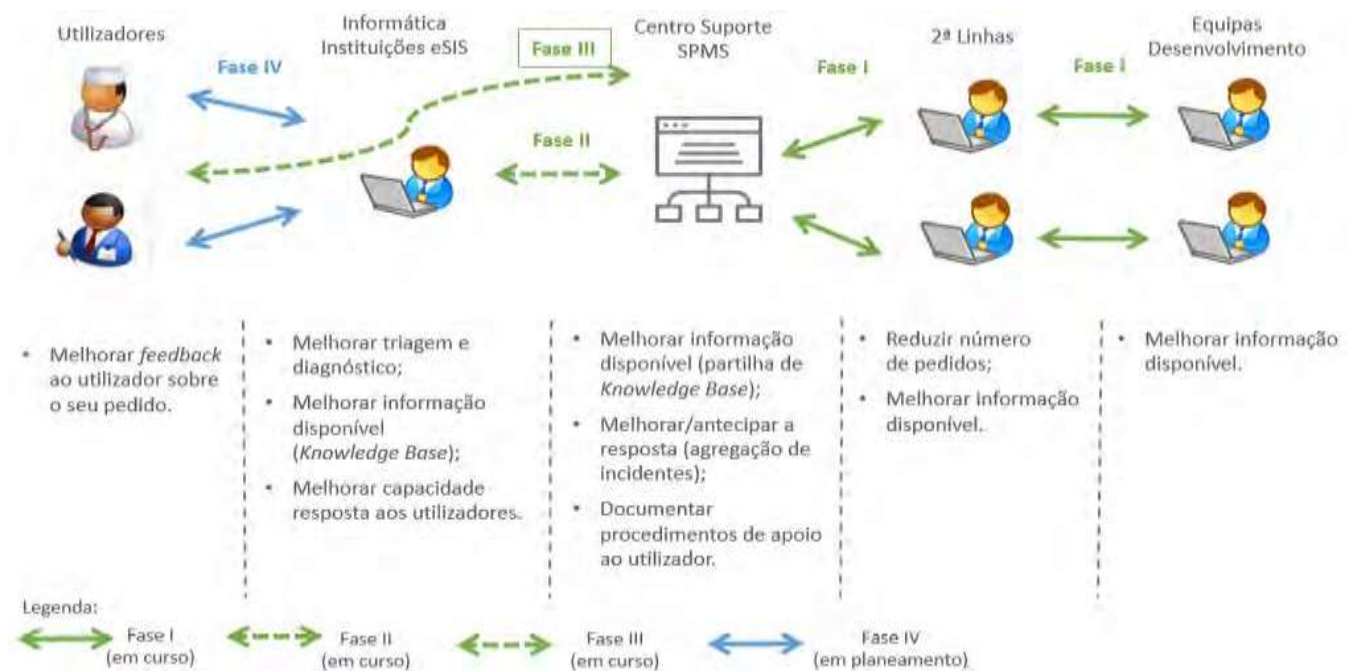 Utilizadores
Informática
Instituições eSIS
Centro Suporte
SPMS
2ª Linhas
Equipas
Desenvolvimento
Fase IV
Fase III
Fase II
Fase I
Fase I
• Melhorar feedback
ao utilizador sobre
o seu pedido.
• Melhorar triagem e
diagnóstico;
• Melhorar informação
disponível
(Knowledge Base);
• Melhorar capacidade
resposta aos utilizadores.
• Melhorar informação
disponível (partilha de
Knowledge Base);
• Melhorar/antecipar a
resposta (agregação de
incidentes);
• Documentar
procedimentos de apoio
ao utilizador.
• Reduzir número
de pedidos;
• Melhorar informação
disponível.
• Melhorar informação
disponível.
Legenda:
Fase I
(em curso)
Fase II
(em curso)
Fase III
(em curso)
Fase IV
(em planeamento)